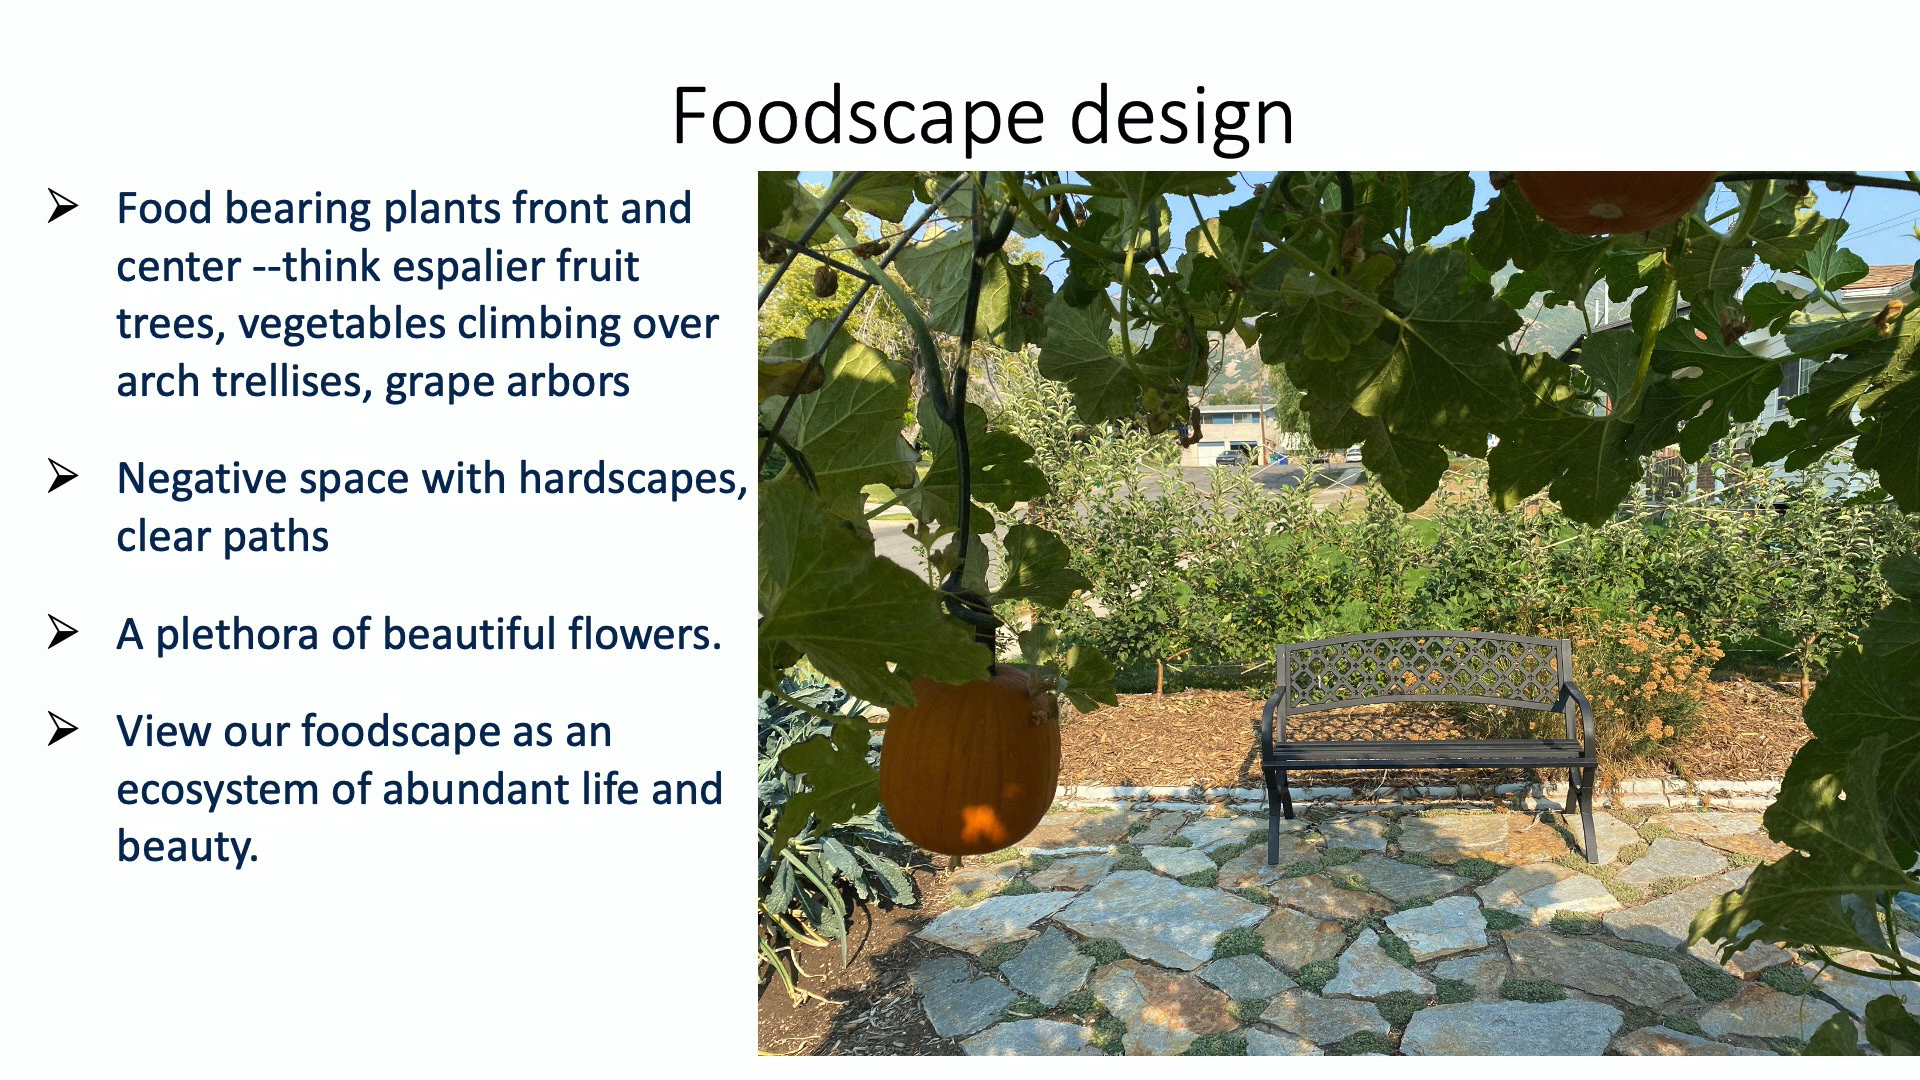 Foodscape design
➢ Food bearing plants front and
center --think espalier fruit
trees, vegetables climbing over
arch trellises, grape arbors
➢ Negative space with hardscapes,
clear paths
➢ A plethora of beautiful flowers.
➢ View our foodscape as an
ecosystem of abundant life and
beauty.